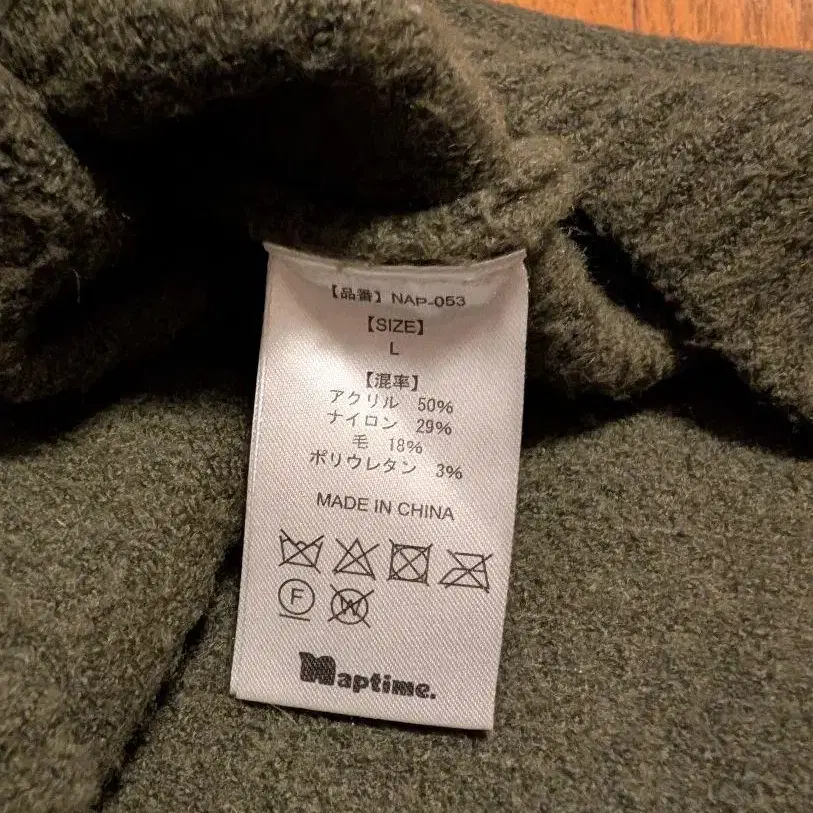 【品番】NAP-053
【SIZE】
L
【混率】
アクリル 50%
ナイロン 29%
毛 18%
ポリウレタン 3%
MADE IN CHINA
F W
Naptime.